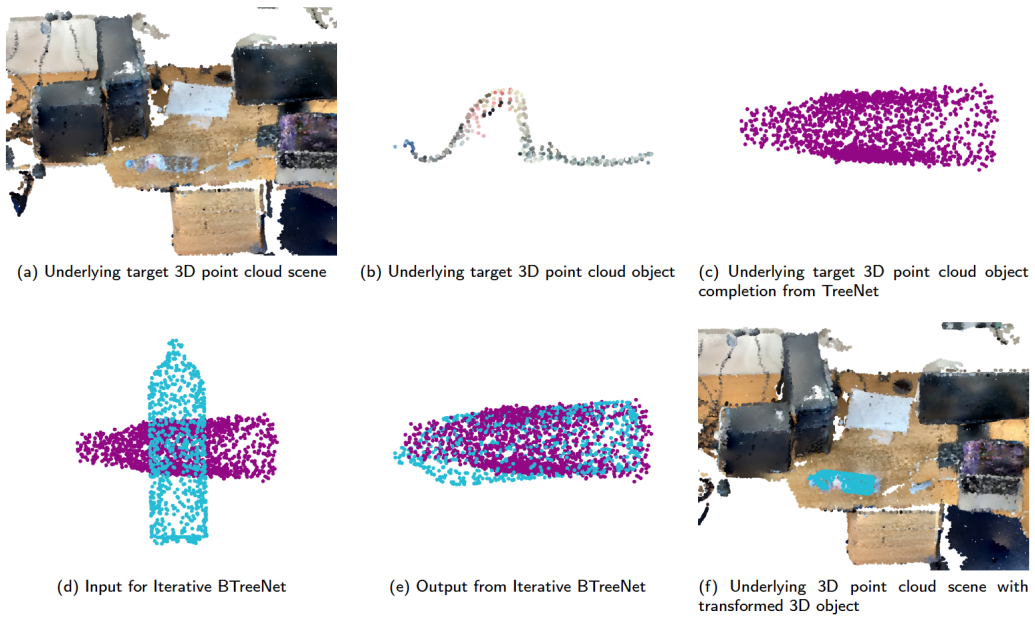 (a) Underlying target 3D point cloud scene
(b) Underlying target 3D point cloud object
(c) Underlying target 3D point cloud object
completion from TreeNet
(d) Input for Iterative BTreeNet
(e) Output from Iterative BTreeNet
(f) Underlying 3D point cloud scene with
transformed 3D object